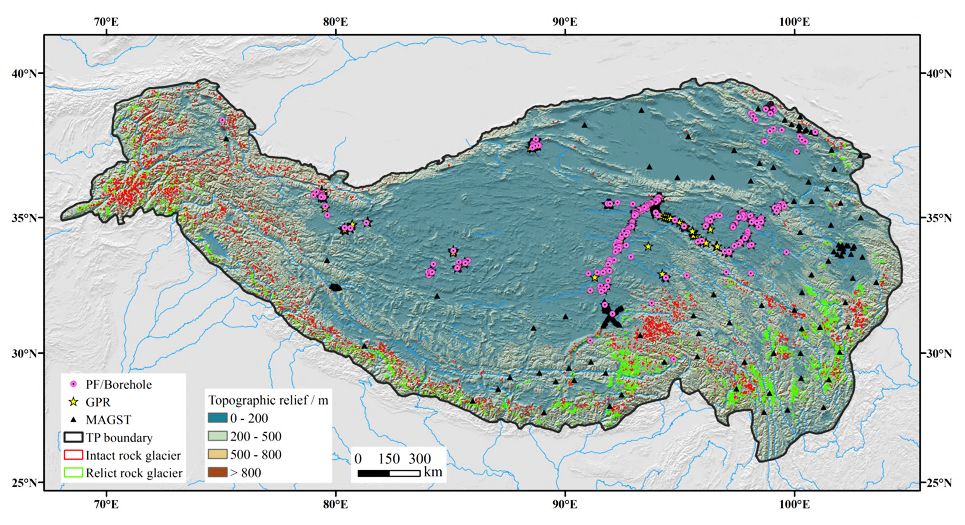 70°E 80°E 90°E 100°E
40°N 40°N
35°N 35°N
30°N 30°N
25°N 25°N
PF/Borehole
GPR
MAGST
TP boundary
Intact rock glacier
Relict rock glacier
Topographic relief / m
0 - 200
200 - 500
500 - 800
> 800
0 150 300
km
70°E 80°E 90°E 100°E